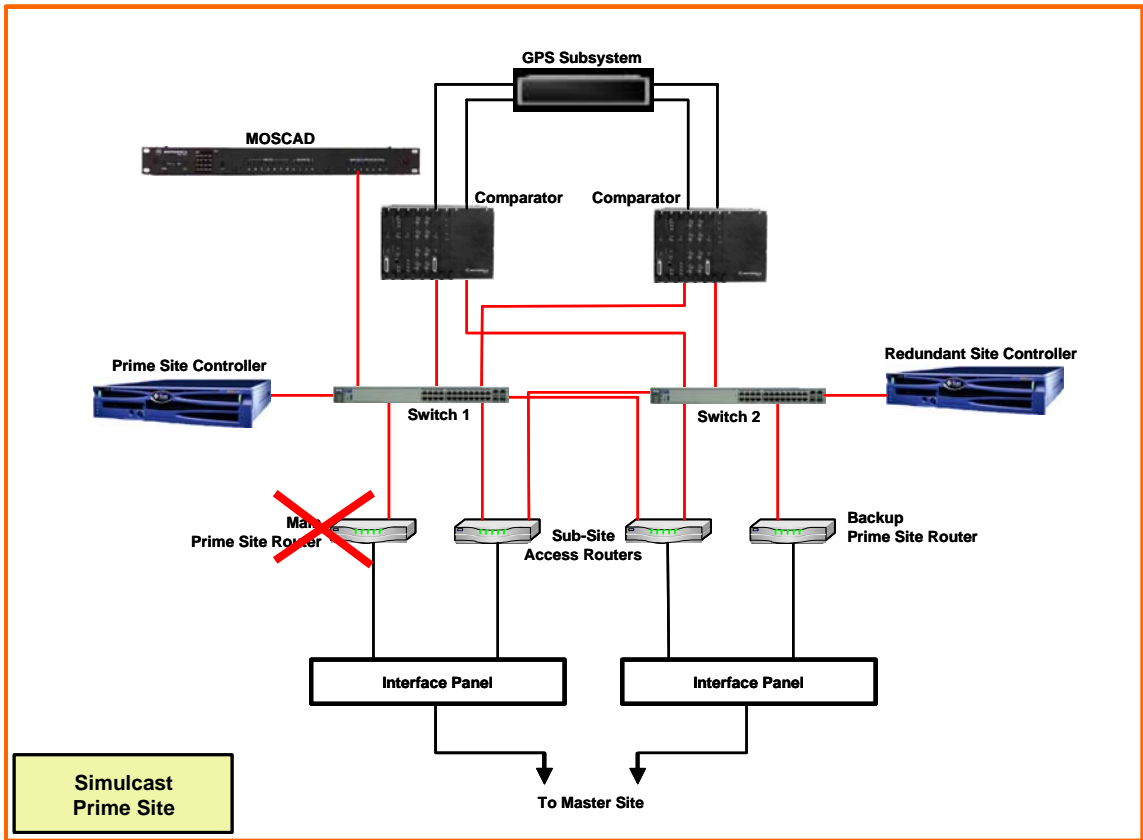 GPS Subsystem
MOSCAD
Comparator
Comparator
Prime Site Controller
Redundant Site Controller
Switch 1
Switch 2
Main
Prime Site Router
Sub-Site
Access Routers
Backup
Prime Site Router
Interface Panel
Interface Panel
Simulcast
Prime Site
To Master Site